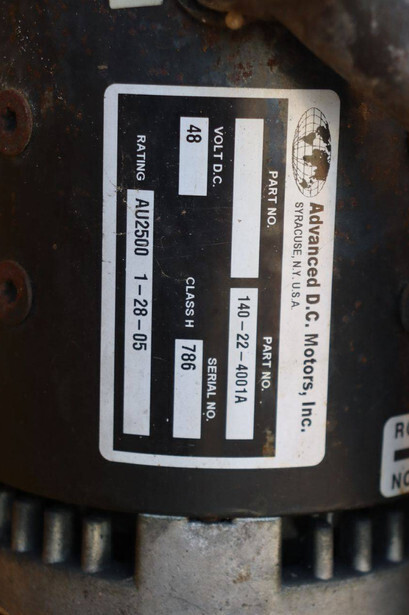 Advanced D.C. Motors, Inc.
SYRACUSE, N.Y. U.S.A.
PART NO. PART NO.
140-22-4001A
VOLT D.C. CLASS H SERIAL NO.
48 786
RATING AU2500 1-28-05